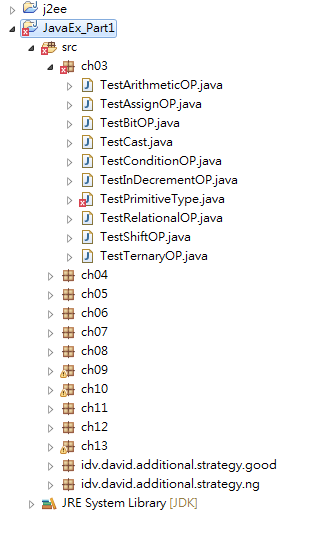 j2ee
JavaEx_Part1
src
ch03
TestArithmeticOP.java
TestAssignOP.java
TestBitOP.java
TestCast.java
TestConditionOP.java
TestInDecrementOP.java
TestPrimitiveType.java
TestRelationalOP.java
TestShiftOP.java
TestTernaryOP.java
ch04
ch05
ch06
ch07
ch08
ch09
ch10
ch11
ch12
ch13
idv.david.additional.strategy.good
idv.david.additional.strategy.ng
JRE System Library [JDK]